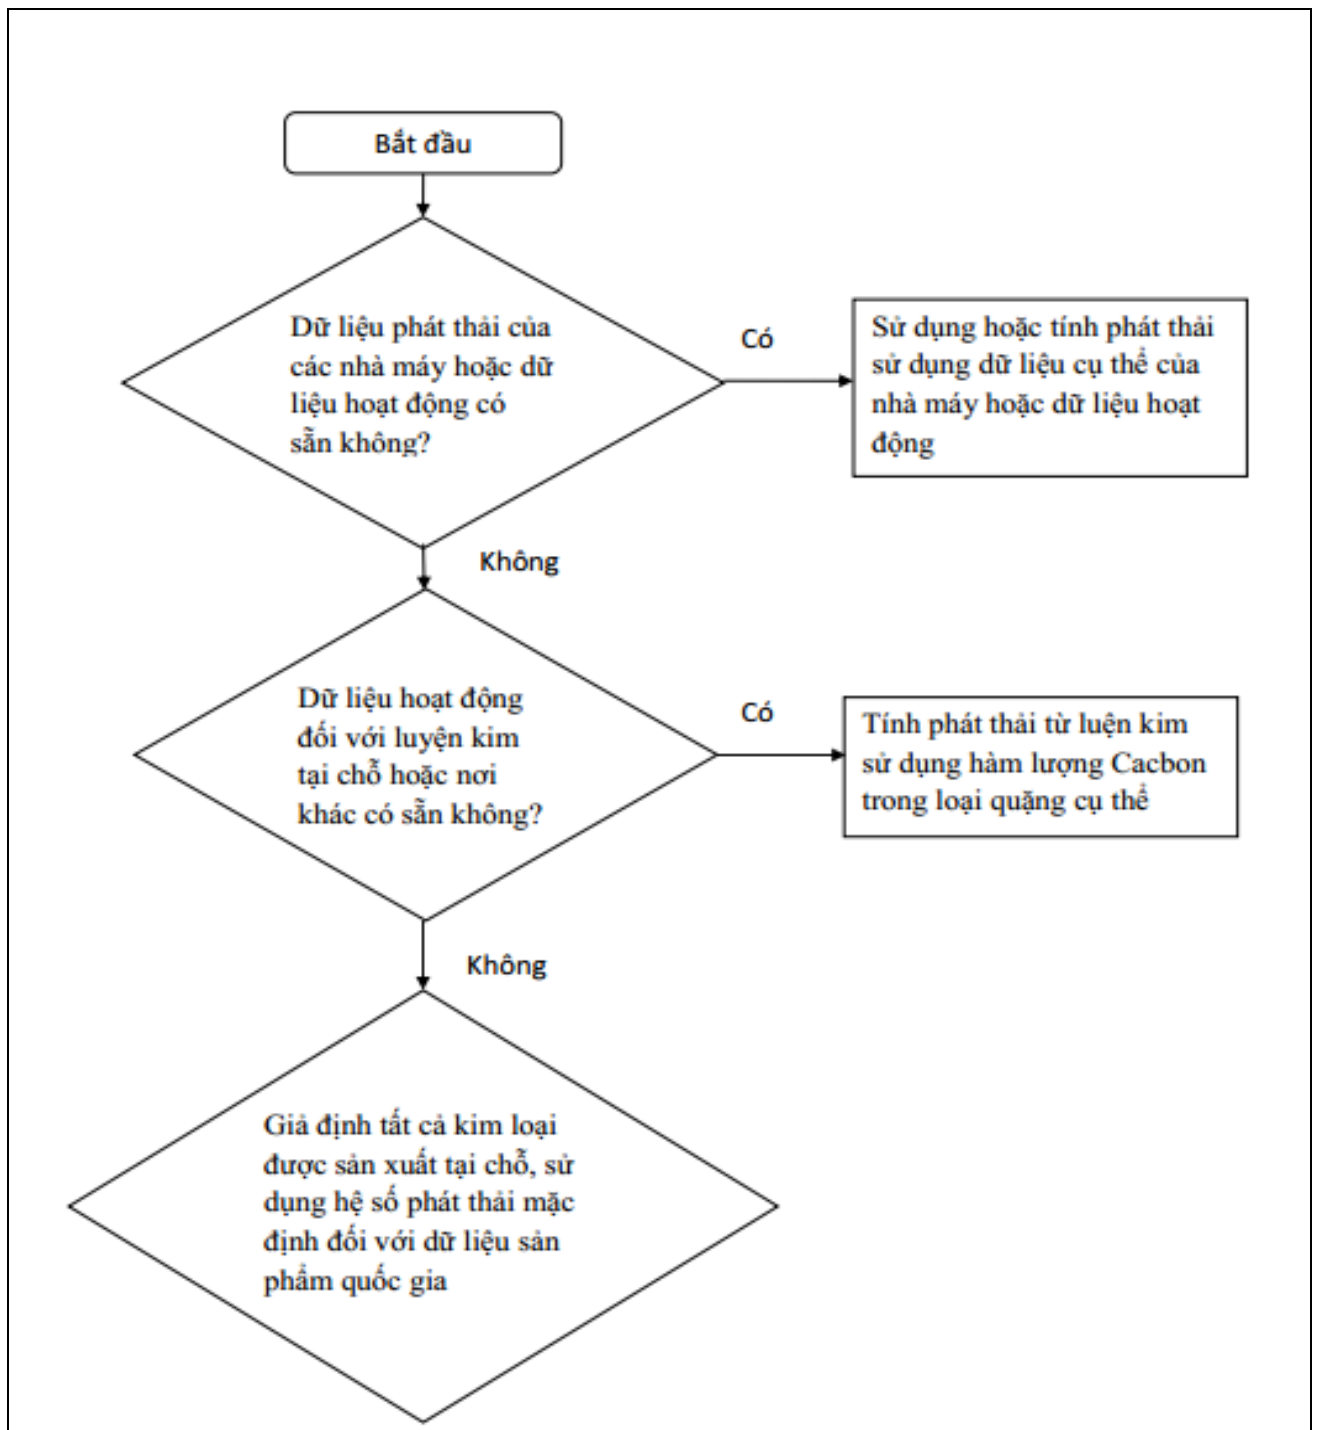 Bắt đầu
Dữ liệu phát thải của
các nhà máy hoặc dữ
liệu hoạt động có
sẵn không?
Có
Sử dụng hoặc tính phát thải
sử dụng dữ liệu cụ thể của
nhà máy hoặc dữ liệu hoạt
động
Không
Dữ liệu hoạt động
đối với luyện kim
tại chỗ hoặc nơi
khác có sẵn không?
Có
Tính phát thải từ luện kim
sử dụng hàm lượng Cacbon
trong loại quặng cụ thể
Không
Giả định tất cả kim loại
được sản xuất tại chỗ, sử
dụng hệ số phát thải mặc
định đối với dữ liệu sản
phẩm quốc gia